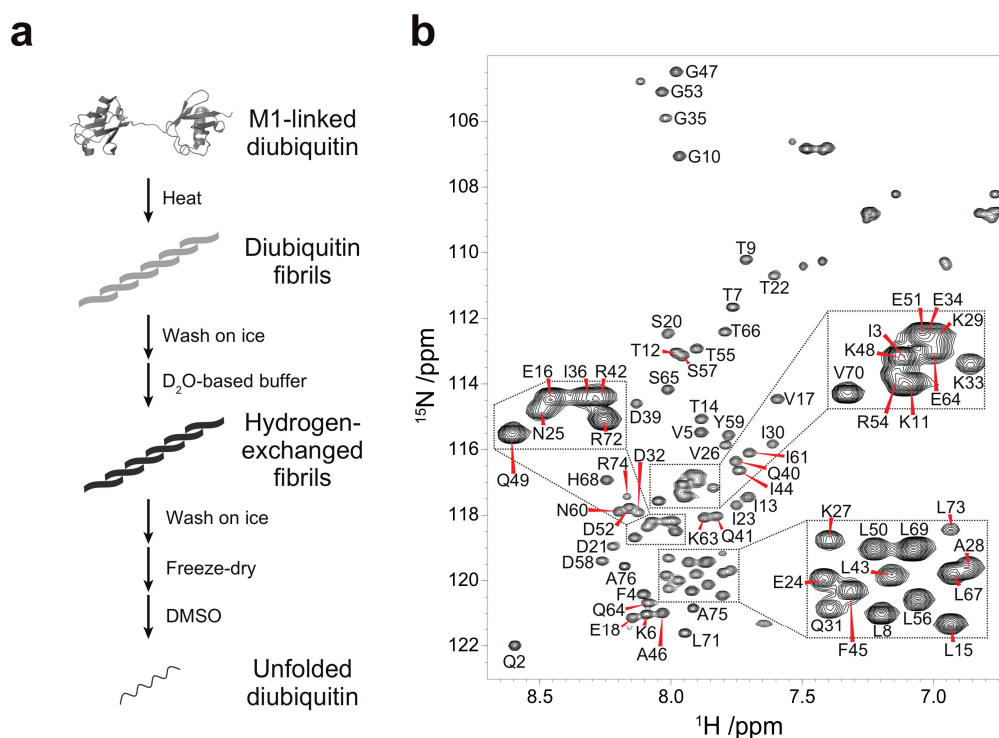 a
M1-linked
diubiquitin
Heat
Diubiquitin
fibrils
Wash on ice
D2O-based buffer
Hydrogen-
exchanged
fibrils
Wash on ice
Freeze-dry
DMSO
Unfolded
diubiquitin
b
G47
G53
106
G35
G10
108
T9
110
T22
E51 E34
T7
K29
I3
112
S20
T66
K48
T12
T55
S57
E16 I36 R42
V70
K33
S65
E64
114
D39
T14
V17
R54 K11
V5
Y59
N25
R72
V26
I30
116
D32
I61
R74
Q40
Q49
H68
I44
N60
I13
118
D52
I23
K63
Q41
K27
L73
D21
L50 L69
D58
A28
120
A76
L43
F4
E24
L67
Q64
A75
Q31
L56
E18
K6
L8
L15
A46
L71
F45
122
Q2
15N /ppm
8.5
8.0
7.5
7.0
1H /ppm